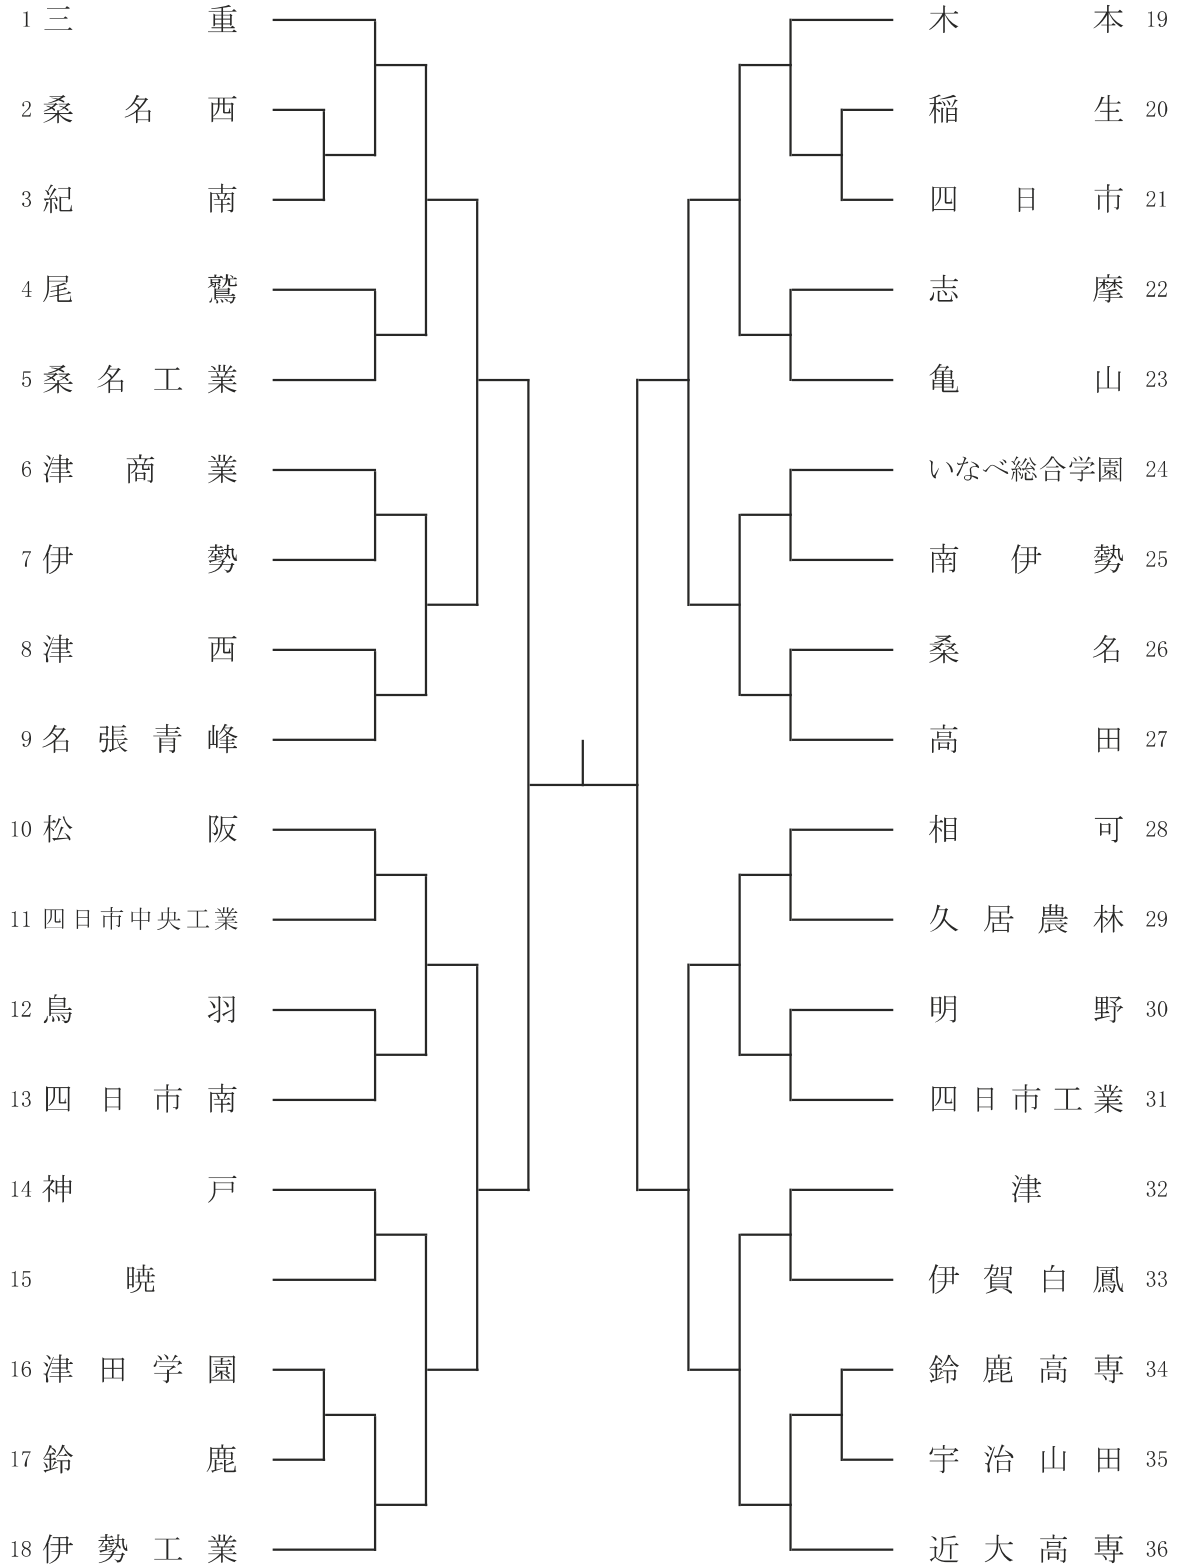 1 三重
2 桑名西
3 紀南
4 尾鷲
5 桑名工業
6 津商業
7 伊勢
8 津西
9 名張青峰
10 松阪
11 四日市中央工業
12 鳥羽
13 四日市南
14 神戸
15 暁
16 津田学園
17 鈴鹿
18 伊勢工業
木本 19
稲生 20
四日市 21
志摩 22
亀山 23
いなべ総合学園 24
南伊勢 25
桑名 26
高田 27
相可 28
久居農林 29
明野 30
四日市工業 31
津 32
伊賀白鳳 33
鈴鹿高専 34
宇治山田 35
近大高専 36